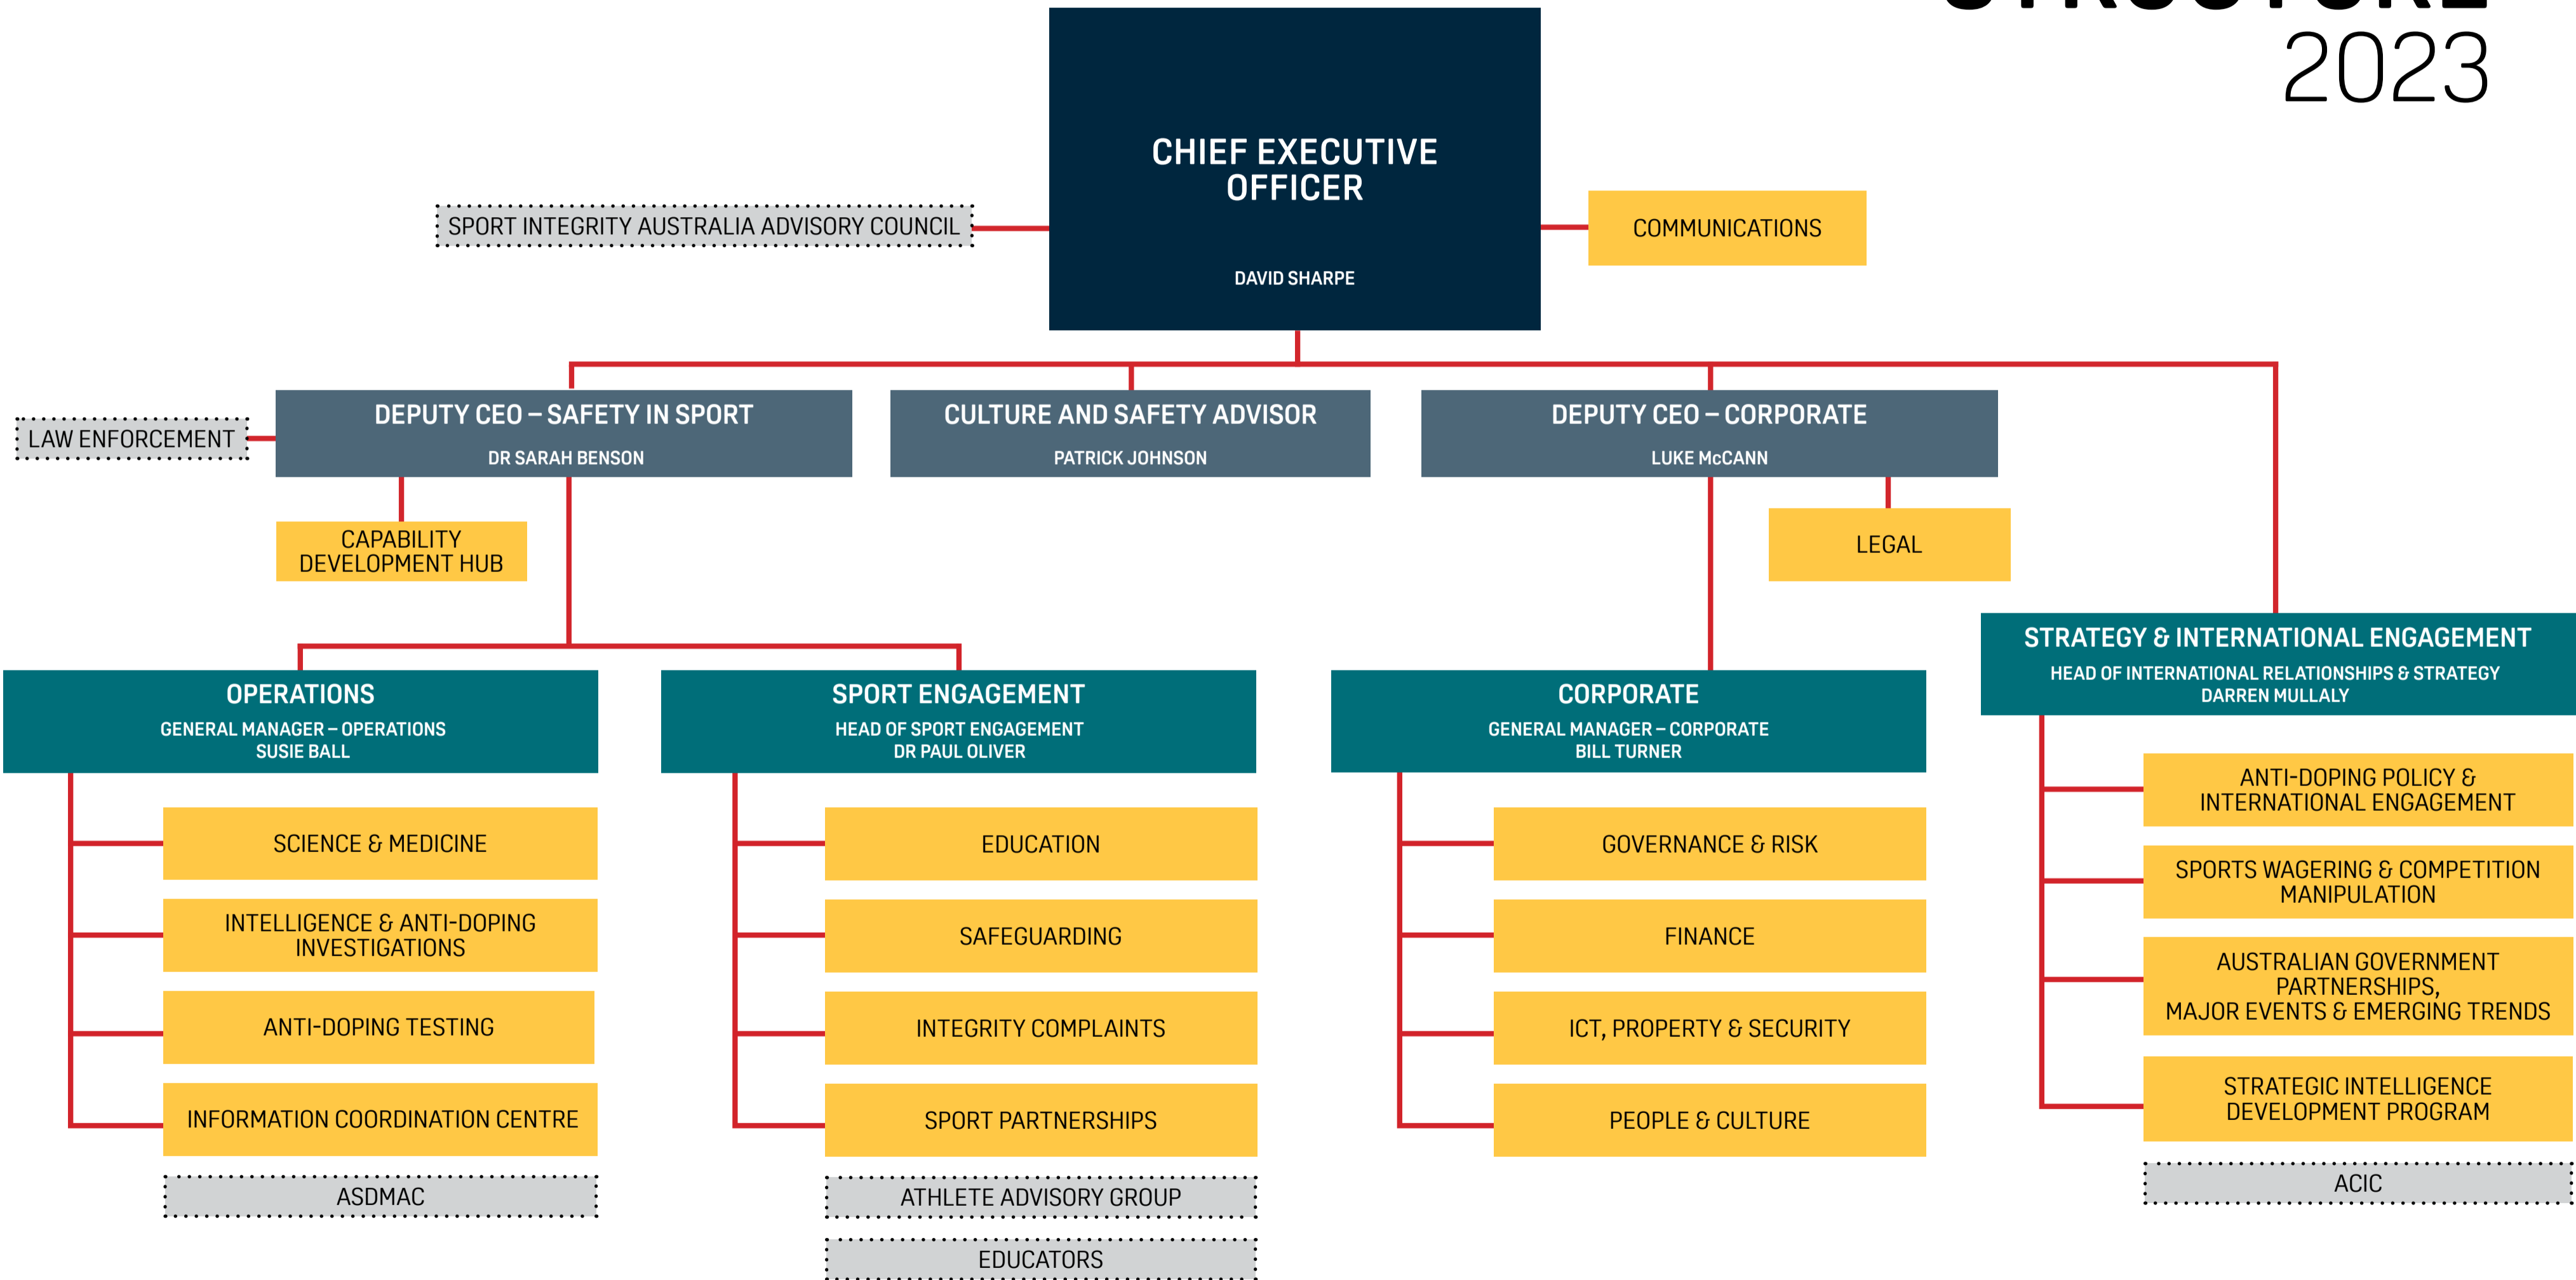 2023
CHIEF EXECUTIVE
OFFICER
DAVID SHARPE
SPORT INTEGRITY AUSTRALIA ADVISORY COUNCIL
COMMUNICATIONS
LAW ENFORCEMENT
DEPUTY CEO – SAFETY IN SPORT
DR SARAH BENSON
CULTURE AND SAFETY ADVISOR
PATRICK JOHNSON
DEPUTY CEO – CORPORATE
LUKE McCANN
CAPABILITY
DEVELOPMENT HUB
LEGAL
OPERATIONS
GENERAL MANAGER – OPERATIONS
SUSIE BALL
SCIENCE & MEDICINE
INTELLIGENCE & ANTI-DOPING
INVESTIGATIONS
ANTI-DOPING TESTING
INFORMATION COORDINATION CENTRE
ASDMAC
SPORT ENGAGEMENT
HEAD OF SPORT ENGAGEMENT
DR PAUL OLIVER
EDUCATION
SAFEGUARDING
INTEGRITY COMPLAINTS
SPORT PARTNERSHIPS
ATHLETE ADVISORY GROUP
EDUCATORS
CORPORATE
GENERAL MANAGER – CORPORATE
BILL TURNER
GOVERNANCE & RISK
FINANCE
ICT, PROPERTY & SECURITY
PEOPLE & CULTURE
STRATEGY & INTERNATIONAL ENGAGEMENT
HEAD OF INTERNATIONAL RELATIONSHIPS & STRATEGY
DARREN MULLALY
ANTI-DOPING POLICY &
INTERNATIONAL ENGAGEMENT
SPORTS WAGERING & COMPETITION
MANIPULATION
AUSTRALIAN GOVERNMENT
PARTNERSHIPS,
MAJOR EVENTS & EMERGING TRENDS
STRATEGIC INTELLIGENCE
DEVELOPMENT PROGRAM
ACIC